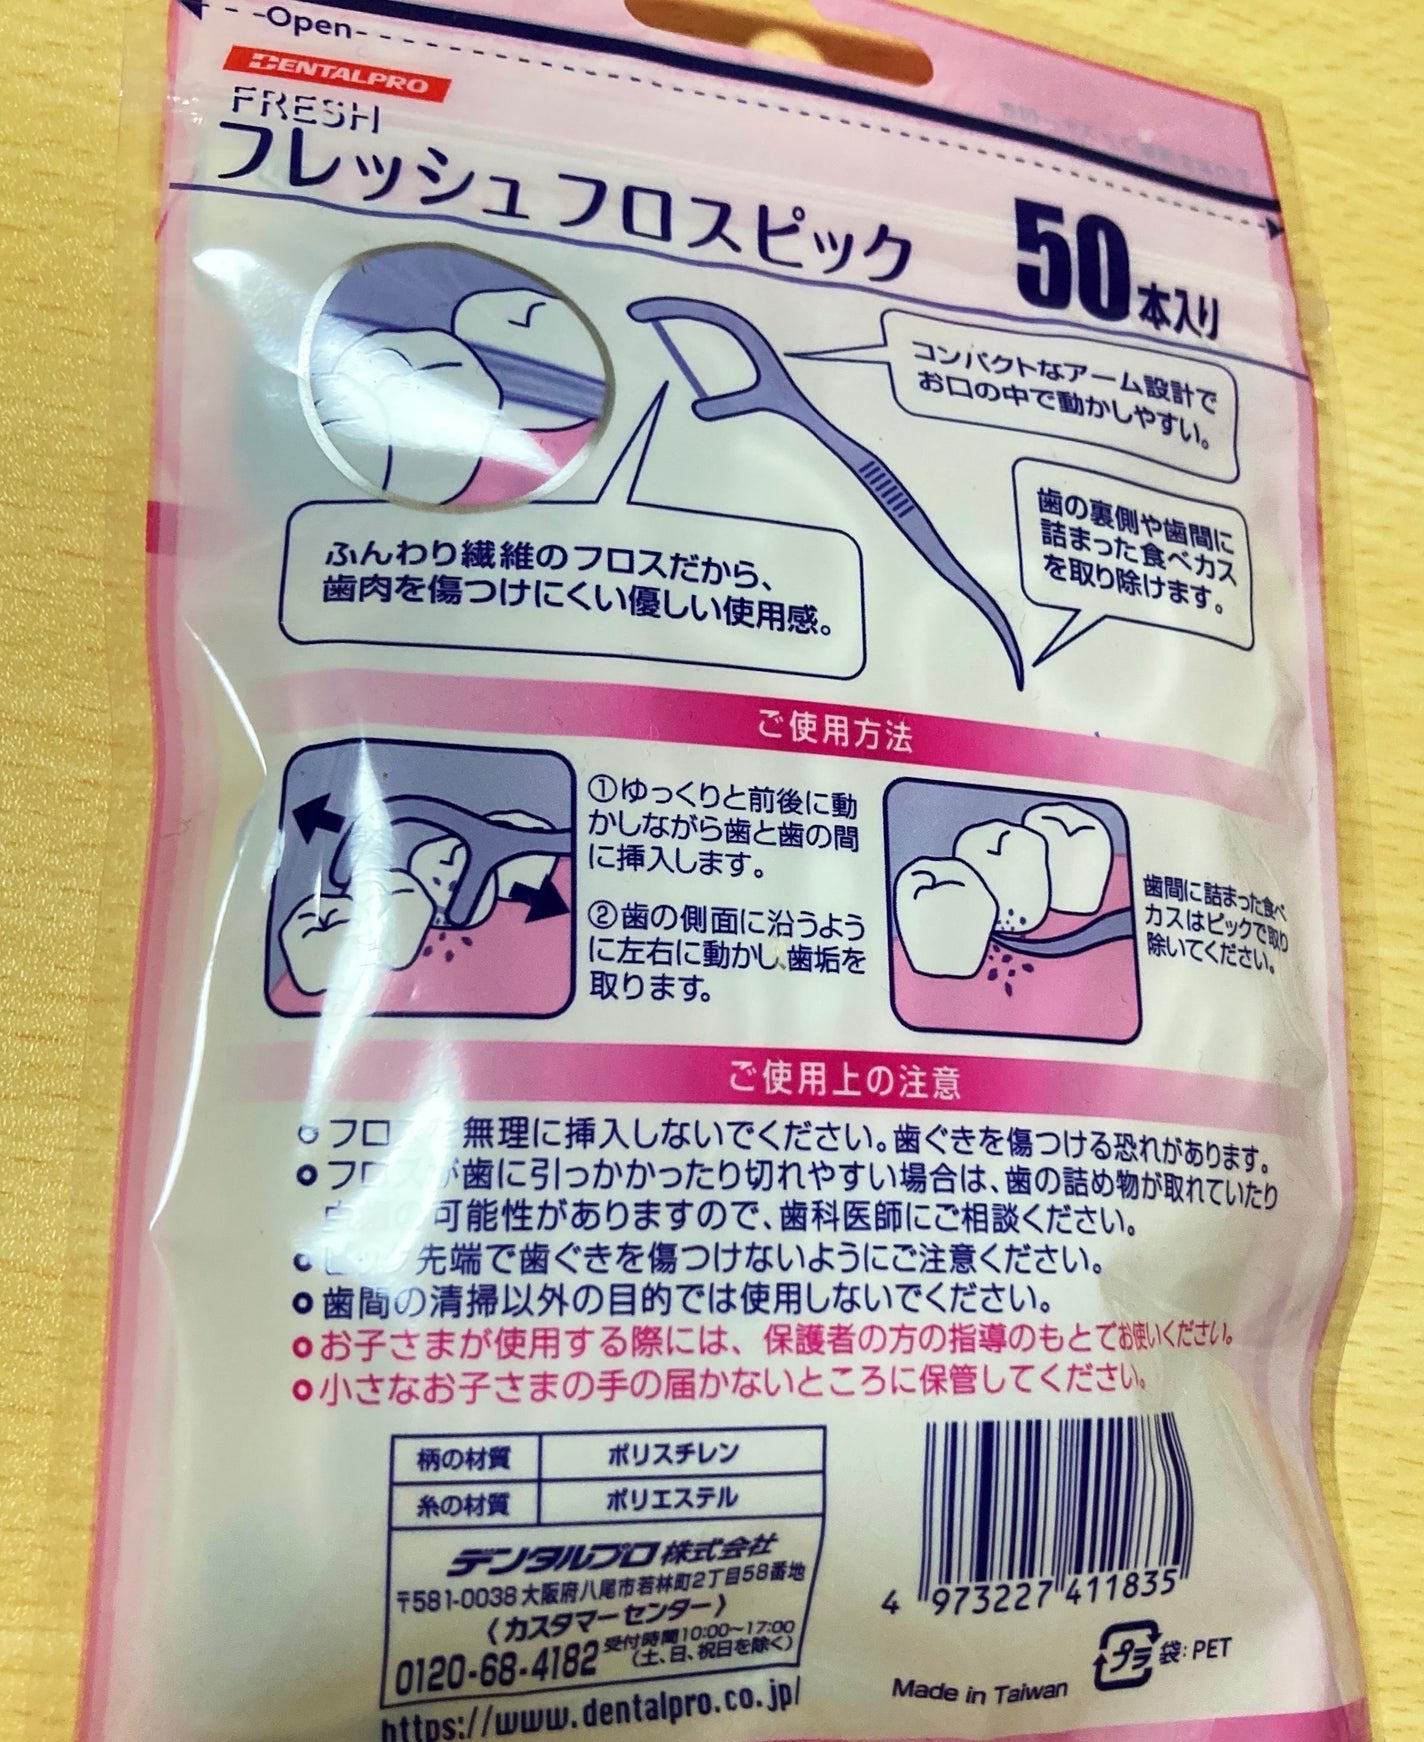 Open
DENTALPRO
FRESH
フレッシュフロスピック
50本入り
コンパクトなアーム設計で
お口の中で動かしやすい。
歯の裏側や歯間に
詰まった食べカス
を取り除けます。
ふんわり繊維のフロスだから、
歯肉を傷つけにくい優しい使用感。
ご使用方法
①ゆっくりと前後に動
かしながら歯と歯の間
に挿入します。
②歯の側面に沿うよう
に左右に動かし、歯垢を
取ります。
歯間に詰まった食べ
カスはピックで取り
除いてください。
ご使用上の注意
フロ 無理に挿入しないでください。歯ぐきを傷つける恐れがあります。
フロスが歯に引っかかったり切れやすい場合は、歯の詰め物が取れていたり
可能性がありますので、歯科医師にご相談ください。
先端で歯ぐきを傷つけないようにご注意ください。
歯間の清掃以外の目的では使用しないでください。
お子さまが使用する際には、保護者の方の指導のもとでお使いください。
小さなお子さまの手の届かないところに保管してください。
柄の材質 ポリスチレン
糸の材質 ポリエステル
デンタルプロ株式会社
〒581-0038 大阪府八尾市若林町2丁目58番地
〈カスタマーセンター〉
0120-68-4182 受付時間10:00〜17:00
(土、日、祝日を除く)
https://www.dentalpro.co.jp/
4 973227 411835
プラ 袋:PET
Made in Taiwan